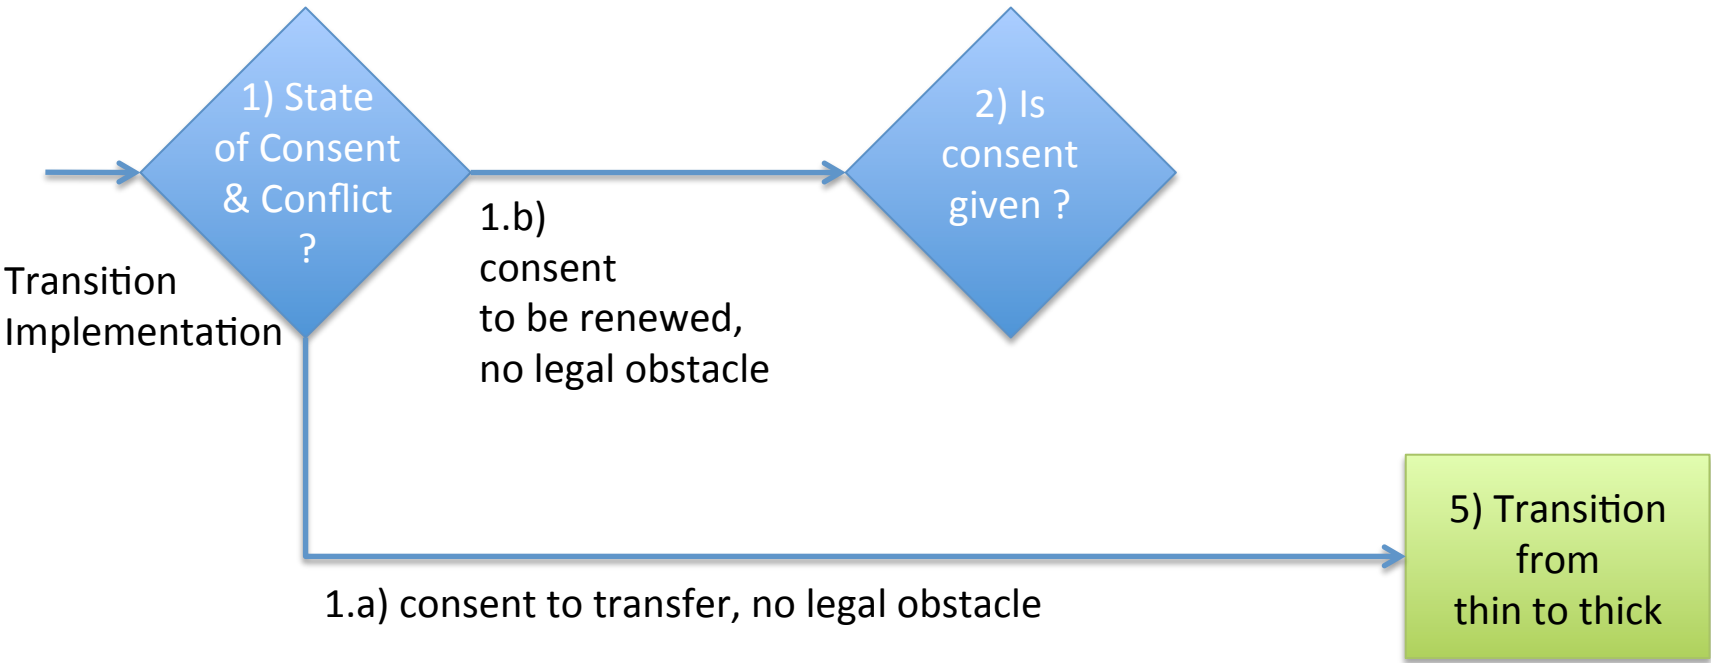 1) State
of Consent
& Conflict
?
Transition
Implementation
1.b)
consent
to be renewed,
no legal obstacle
2) Is
consent
given ?
1.a) consent to transfer, no legal obstacle
5) Transition
from
thin to thick